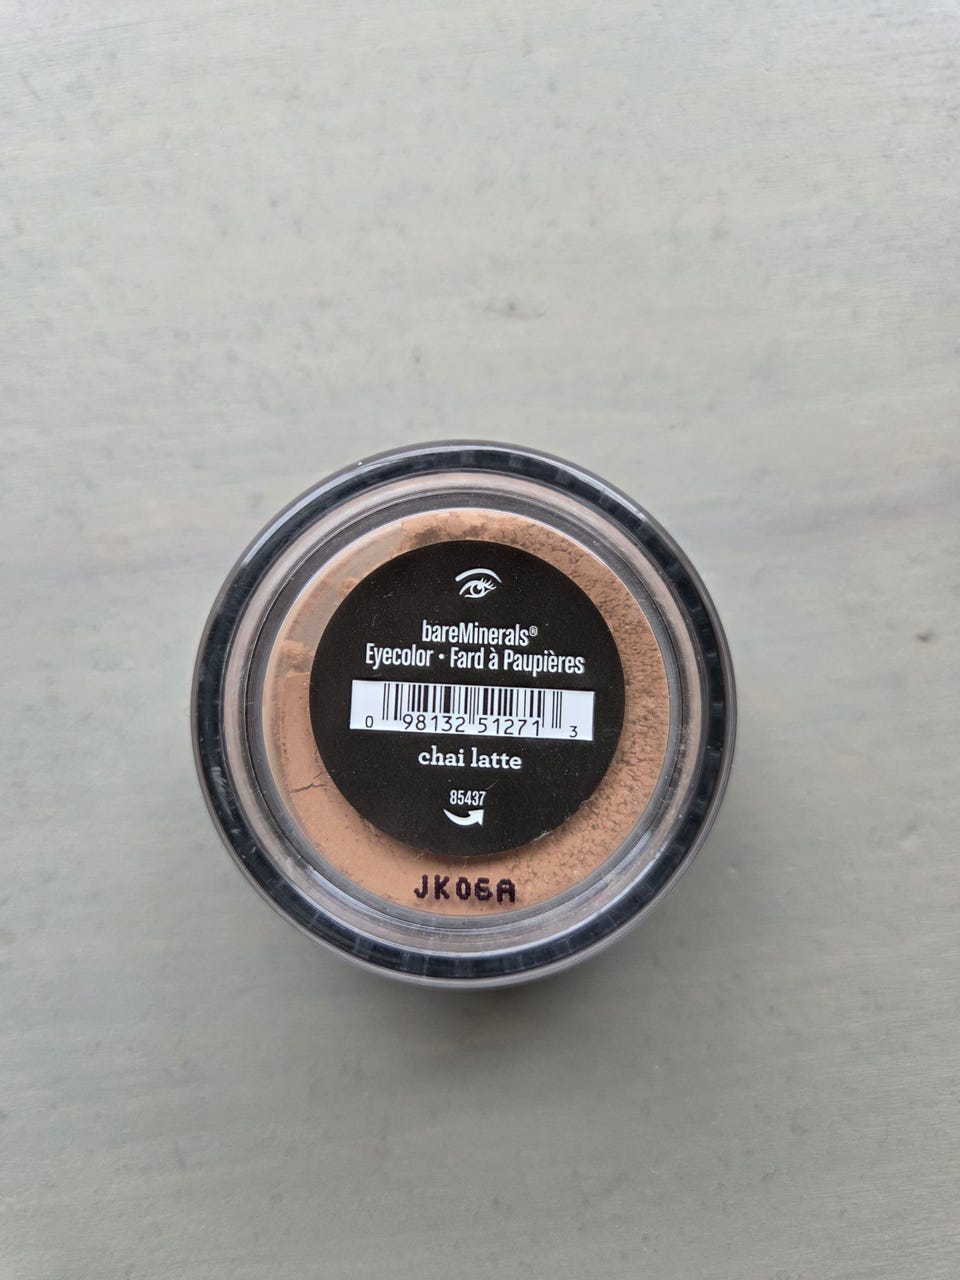 bareMinerals®
Eyecolor • Fard à Paupières
0 98132 51271 3
chai latte
85437
JK06A